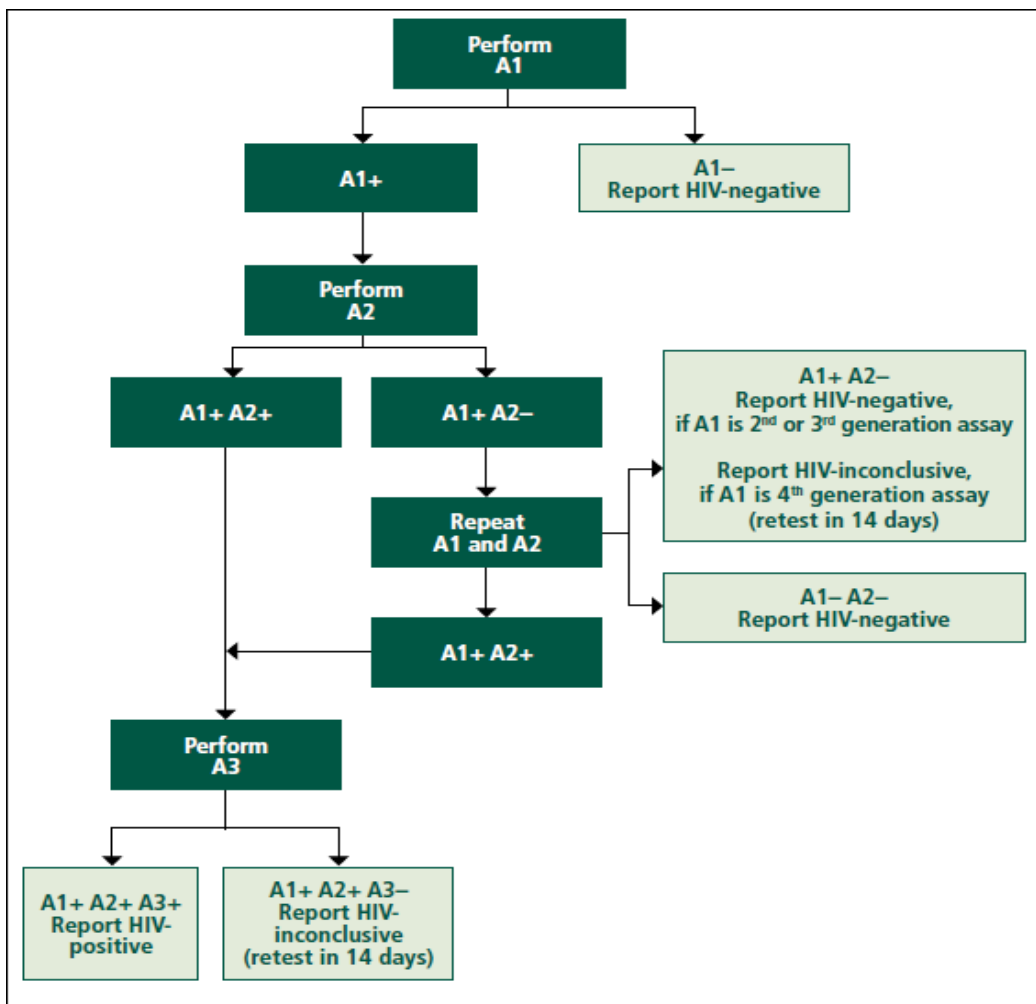 Perform
A1
A1+
A1–
Report HIV-negative
Perform
A2
A1+ A2+
A1+ A2–
A1+ A2–
Report HIV-negative,
if A1 is 2nd or 3rd generation assay
Report HIV-inconclusive,
if A1 is 4th generation assay
(retest in 14 days)
Repeat
A1 and A2
A1– A2–
Report HIV-negative
A1+ A2+
Perform
A3
A1+ A2+ A3+
Report HIV-
positive
A1+ A2+ A3–
Report HIV-
inconclusive
(retest in 14 days)